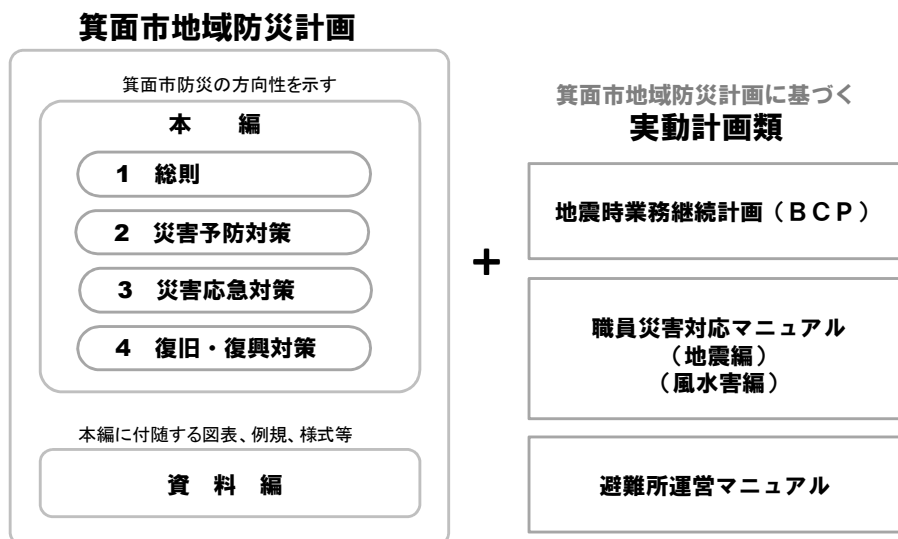 箕面市地域防災計画
箕面市防災の方向性を示す
本　編
1　総則
2　災害予防対策
3　災害応急対策
4　復旧・復興対策
本編に付随する図表、例規、様式等
資　料　編
+
箕面市地域防災計画に基づく
実動計画類
地震時業務継続計画（ＢＣＰ）
職員災害対応マニュアル
（地震編）
（風水害編）
避難所運営マニュアル